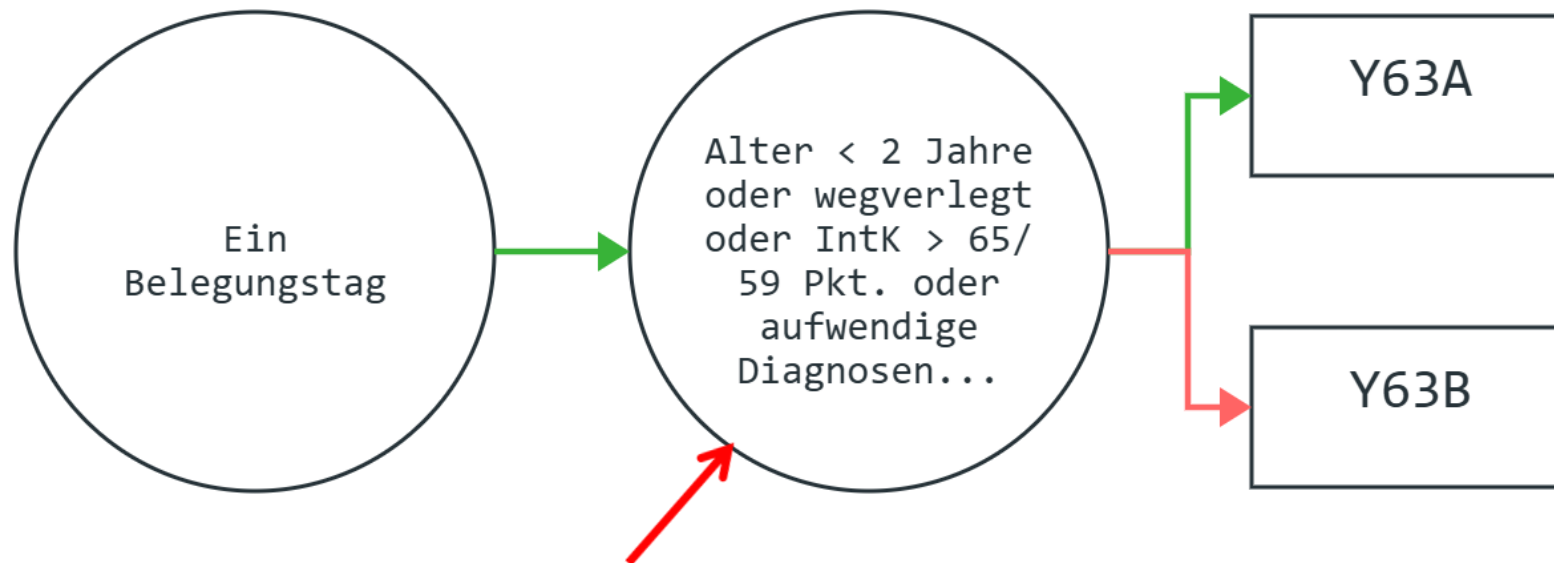 Ein
Belegungstag
Alter < 2 Jahre
oder wegverlegt
oder IntK > 65/
59 Pkt. oder
aufwendige
Diagnosen...
Y63A
Y63B